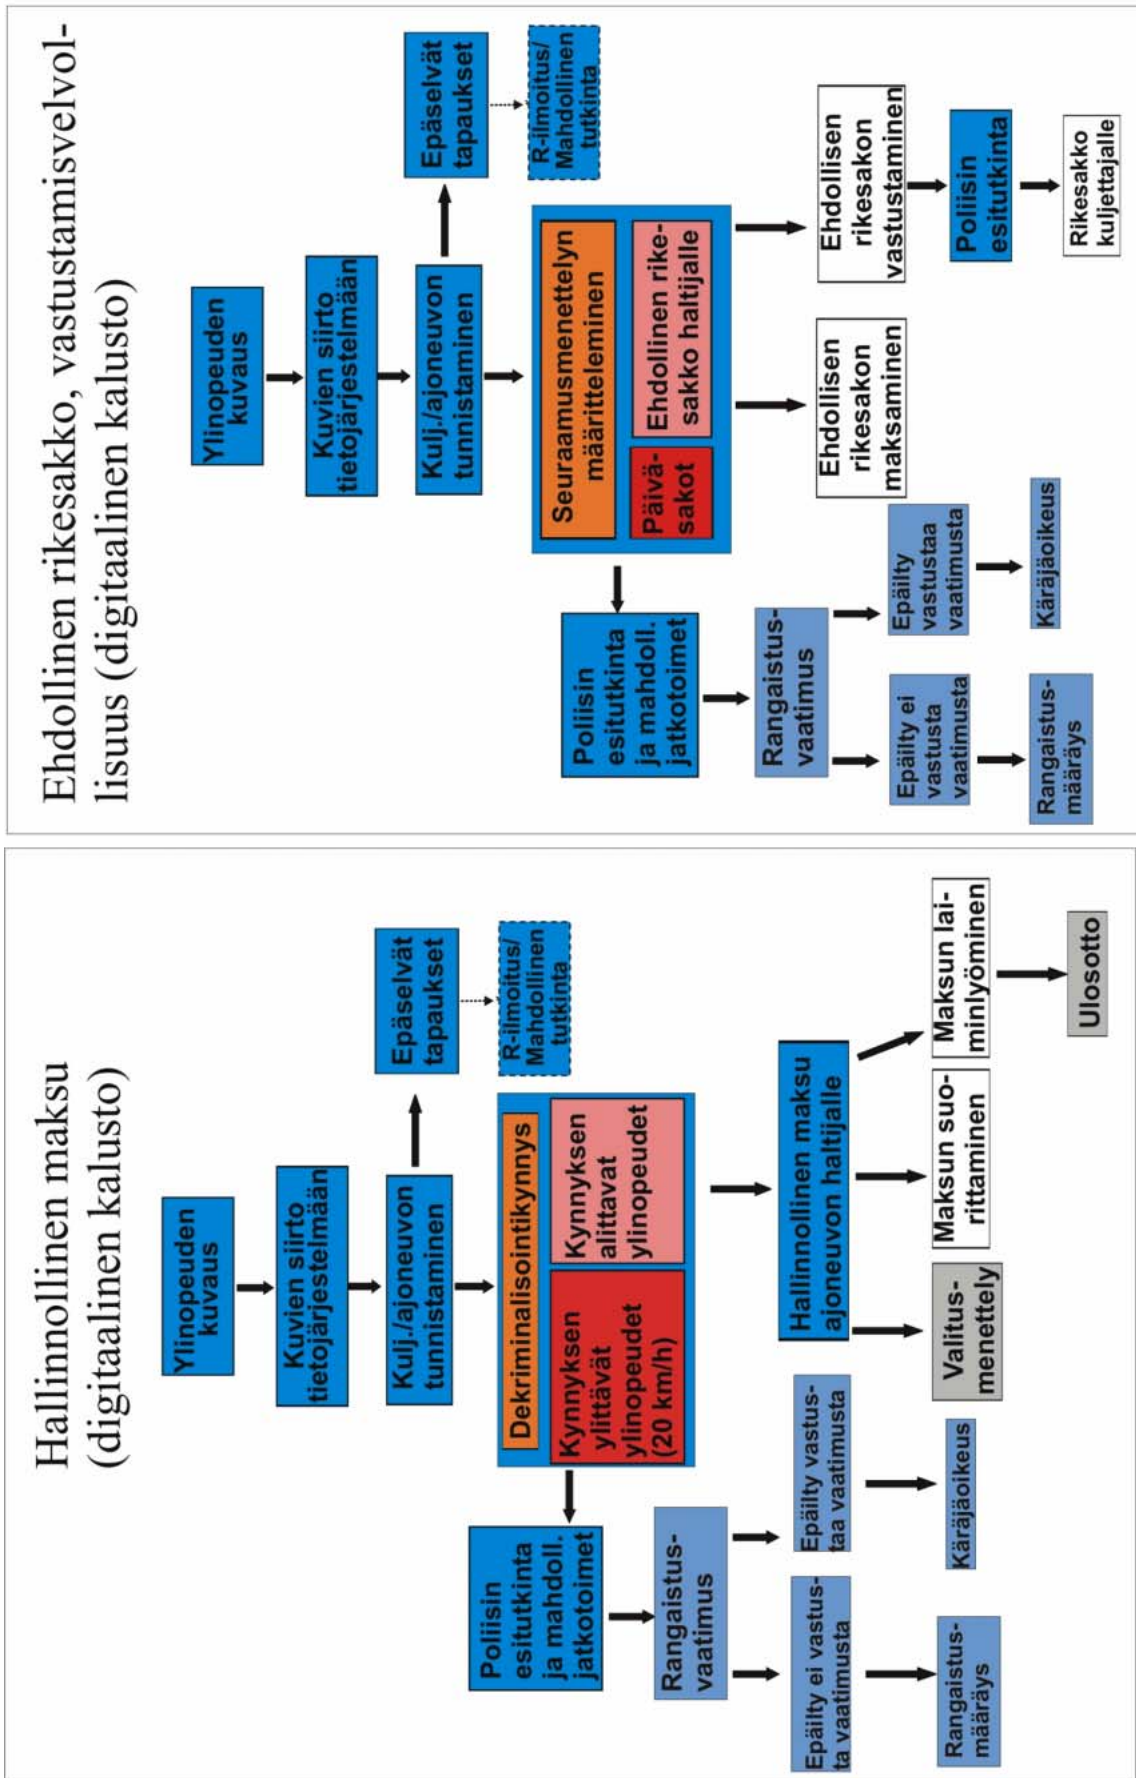 Hallinnollinen maksu
(digitaalinen kalusto)
Ylinopeuden
kuvaus
Kuvien siirto
tietojärjestelmään
Kulj./ajoneuvon
tunnistaminen
Epäselvät
tapaukset
R-ilmoitus/
Mahdollinen
tutkinta
Dekriminalisointikynnys
Kynnyksen
ylittävät
ylinopeudet
(20 km/h)
Kynnyksen
alittavat
ylinopeudet
Poliisin
esitutkinta
ja mahdoll.
jatkotoimet
Rangaistus-
vaatimus
Epäilty ei vastus-
ta vaatimusta
Epäilty vastus-
taa vaatimusta
Rangaistus-
määräys
Käräjäoikeus
Hallinnollinen maksu
ajoneuvon haltijalle
Valitus-
menettely
Maksun suo-
rittaminen
Maksun lai-
minlyöminen
Ulosotto
Ehdollinen rikesakko, vastustamisvelvol-
lisuus (digitaalinen kalusto)
Ylinopeuden
kuvaus
Kuvien siirto
tietojärjestelmään
Kulj./ajoneuvon
tunnistaminen
Epäselvät
tapaukset
R-ilmoitus/
Mahdollinen
tutkinta
Seuraamusmenettelyn
määritteleminen
Päivä-
sakot
Ehdollinen rike-
sakko haltijalle
Poliisin
esitutkinta
ja mahdoll.
jatkotoimet
Rangaistus-
vaatimus
Epäilty ei
vastusta
vaatimusta
Epäilty
vastustaa
vaatimusta
Rangaistus-
määräys
Käräjäoikeus
Ehdollisen
rikesakon
maksaminen
Ehdollisen
rikesakon
vastustaminen
Poliisin
esitutkinta
Rikesakko
kuljettajalle